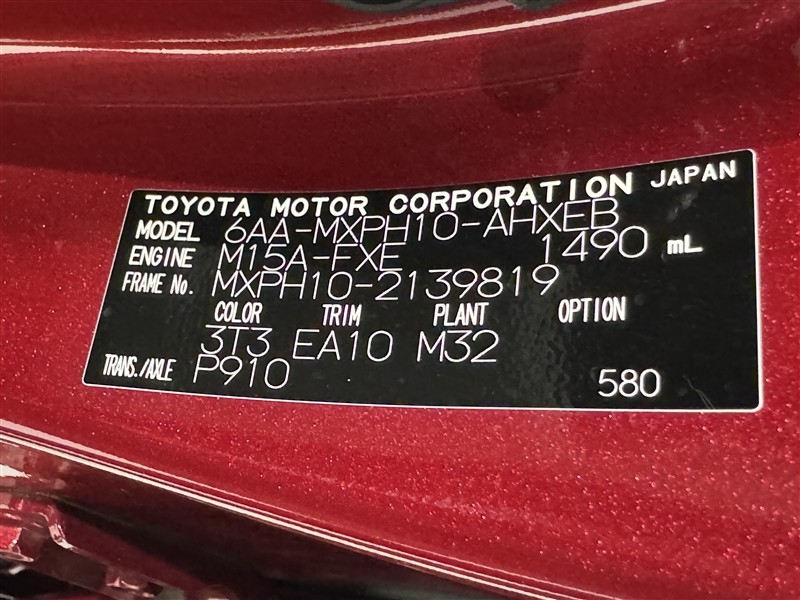 TOYOTA MOTOR CORPORATION JAPAN
MODEL 6AA-MXPH10-AHXEB
ENGINE M15A-FXE 1490 mL
FRAME No. MXPH10-2139819
COLOR TRIM PLANT OPTION
3T3 EA10 M32
TRANS./AXLE P910 580